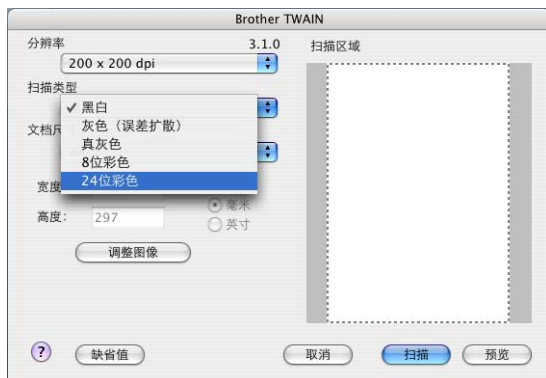 Brother TWAIN
分辨率
3.1.0
扫描区域
200 x 200 dpi
扫描类型
✓ 黑白
灰色（误差扩散）
真灰色
8位彩色
24位彩色
文档尺
宽度
高度:
297
毫米
英寸
调整图像
?
缺省值
取消
扫描
预览